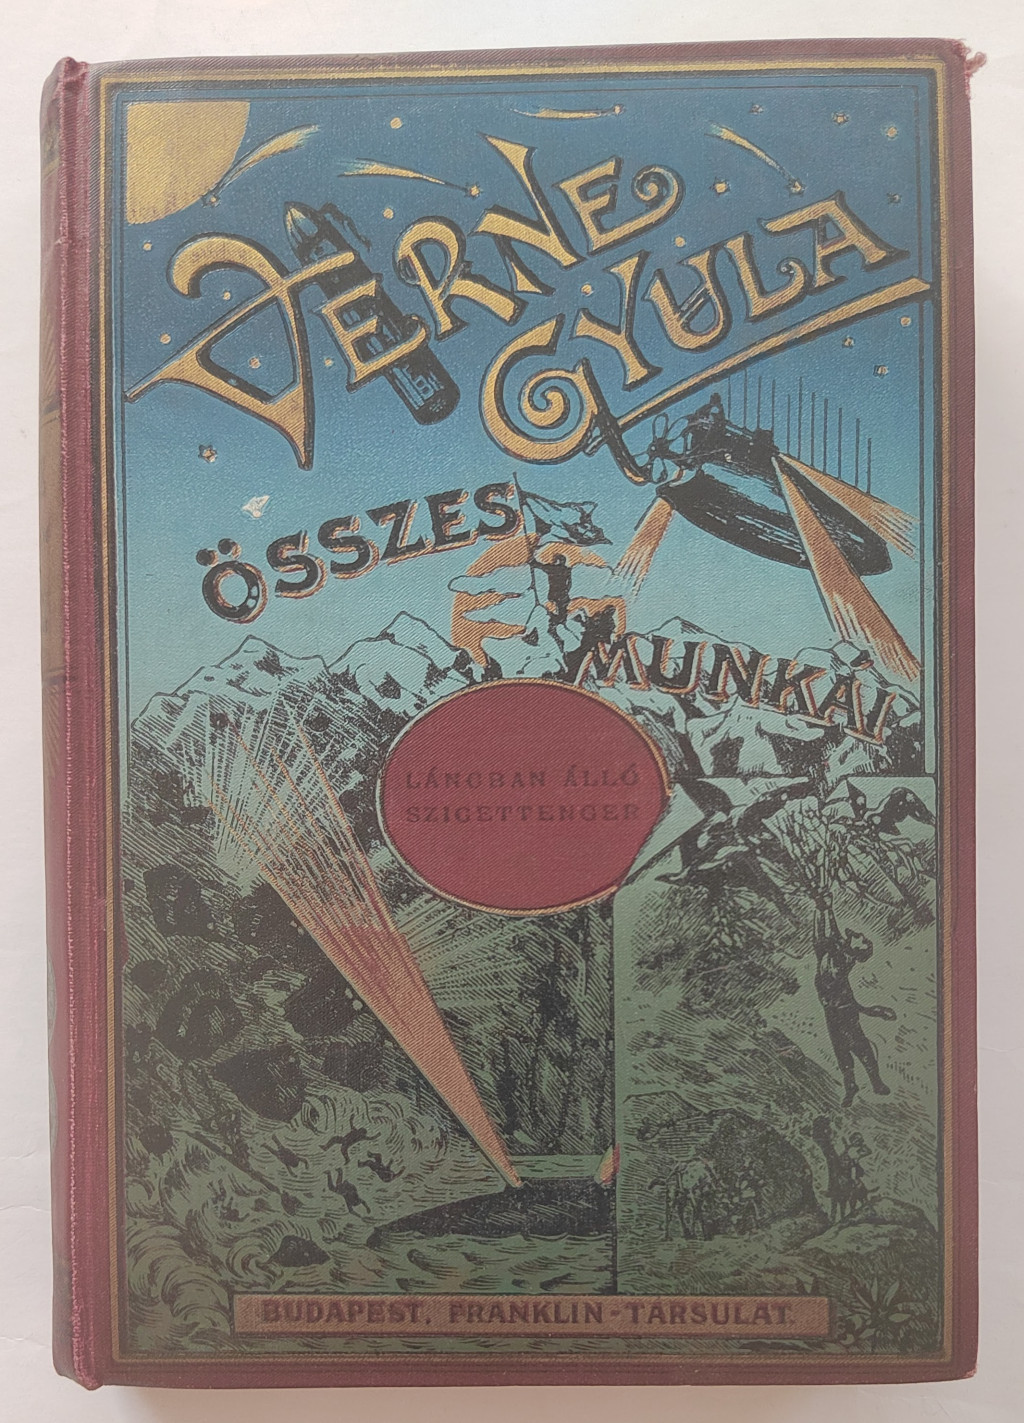 VERNE
GYULA
ÖSSZES
MUNKÁI
LÁNGBAN ÁLLÓ
SZIGETTENGER
BUDAPEST, FRANKLIN-TÁRSULAT.